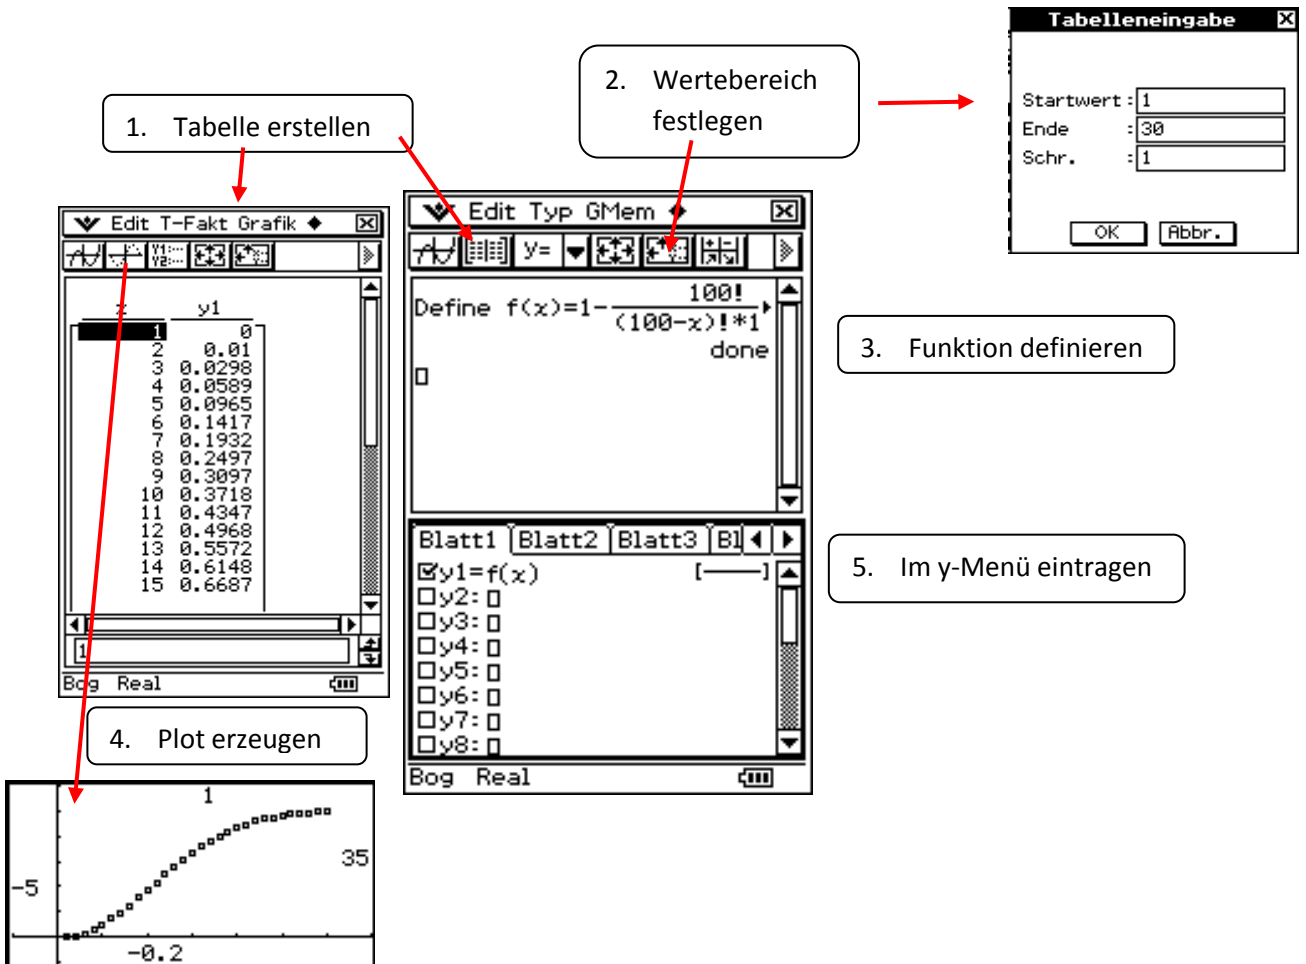 Tabelleneingabe
Startwert:1
Ende :30
Schr. :1
OK Abbr.
2. Wertebereich
festlegen
1. Tabelle erstellen
Edit T-Fakt Grafik
Y1:
Y2:
x y1
1 0
2 0.01
3 0.0298
4 0.0589
5 0.0965
6 0.1417
7 0.1932
8 0.2497
9 0.3097
10 0.3718
11 0.4347
12 0.4968
13 0.5572
14 0.6148
15 0.6687
1
Bog Real
Edit Typ GMem
y=
Define f(x)=1-100!/(100-x)!*1
done
Blatt1 Blatt2 Blatt3 Bl
y1=f(x) [——]
y2:
y3:
y4:
y5:
y6:
y7:
y8:
Bog Real
3. Funktion definieren
5. Im y-Menü eintragen
4. Plot erzeugen
1
35
-5
-0.2